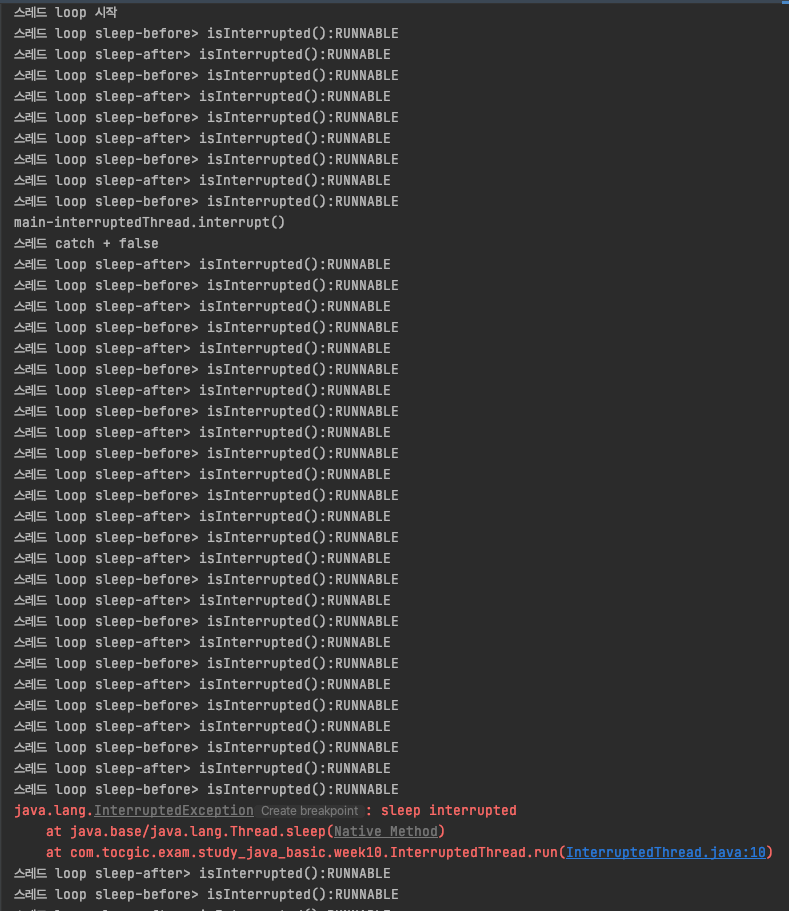 스레드 loop 시작
스레드 loop sleep-before> isInterrupted():RUNNABLE
스레드 loop sleep-after> isInterrupted():RUNNABLE
스레드 loop sleep-before> isInterrupted():RUNNABLE
스레드 loop sleep-after> isInterrupted():RUNNABLE
스레드 loop sleep-before> isInterrupted():RUNNABLE
스레드 loop sleep-after> isInterrupted():RUNNABLE
스레드 loop sleep-before> isInterrupted():RUNNABLE
스레드 loop sleep-after> isInterrupted():RUNNABLE
스레드 loop sleep-before> isInterrupted():RUNNABLE
main-interruptedThread.interrupt()
스레드 catch + false
스레드 loop sleep-after> isInterrupted():RUNNABLE
스레드 loop sleep-before> isInterrupted():RUNNABLE
스레드 loop sleep-after> isInterrupted():RUNNABLE
스레드 loop sleep-before> isInterrupted():RUNNABLE
스레드 loop sleep-after> isInterrupted():RUNNABLE
스레드 loop sleep-before> isInterrupted():RUNNABLE
스레드 loop sleep-after> isInterrupted():RUNNABLE
스레드 loop sleep-before> isInterrupted():RUNNABLE
스레드 loop sleep-after> isInterrupted():RUNNABLE
스레드 loop sleep-before> isInterrupted():RUNNABLE
스레드 loop sleep-after> isInterrupted():RUNNABLE
스레드 loop sleep-before> isInterrupted():RUNNABLE
스레드 loop sleep-after> isInterrupted():RUNNABLE
스레드 loop sleep-before> isInterrupted():RUNNABLE
스레드 loop sleep-after> isInterrupted():RUNNABLE
스레드 loop sleep-before> isInterrupted():RUNNABLE
스레드 loop sleep-after> isInterrupted():RUNNABLE
스레드 loop sleep-before> isInterrupted():RUNNABLE
스레드 loop sleep-after> isInterrupted():RUNNABLE
스레드 loop sleep-before> isInterrupted():RUNNABLE
스레드 loop sleep-after> isInterrupted():RUNNABLE
스레드 loop sleep-before> isInterrupted():RUNNABLE
스레드 loop sleep-after> isInterrupted():RUNNABLE
스레드 loop sleep-before> isInterrupted():RUNNABLE
스레드 loop sleep-after> isInterrupted():RUNNABLE
스레드 loop sleep-before> isInterrupted():RUNNABLE
java.lang.InterruptedException Create breakpoint : sleep interrupted
at java.base/java.lang.Thread.sleep(Native Method)
at com.tocgic.exam.study_java_basic.week10.InterruptedThread.run(InterruptedThread.java:10)
스레드 loop sleep-after> isInterrupted():RUNNABLE
스레드 loop sleep-before> isInterrupted():RUNNABLE